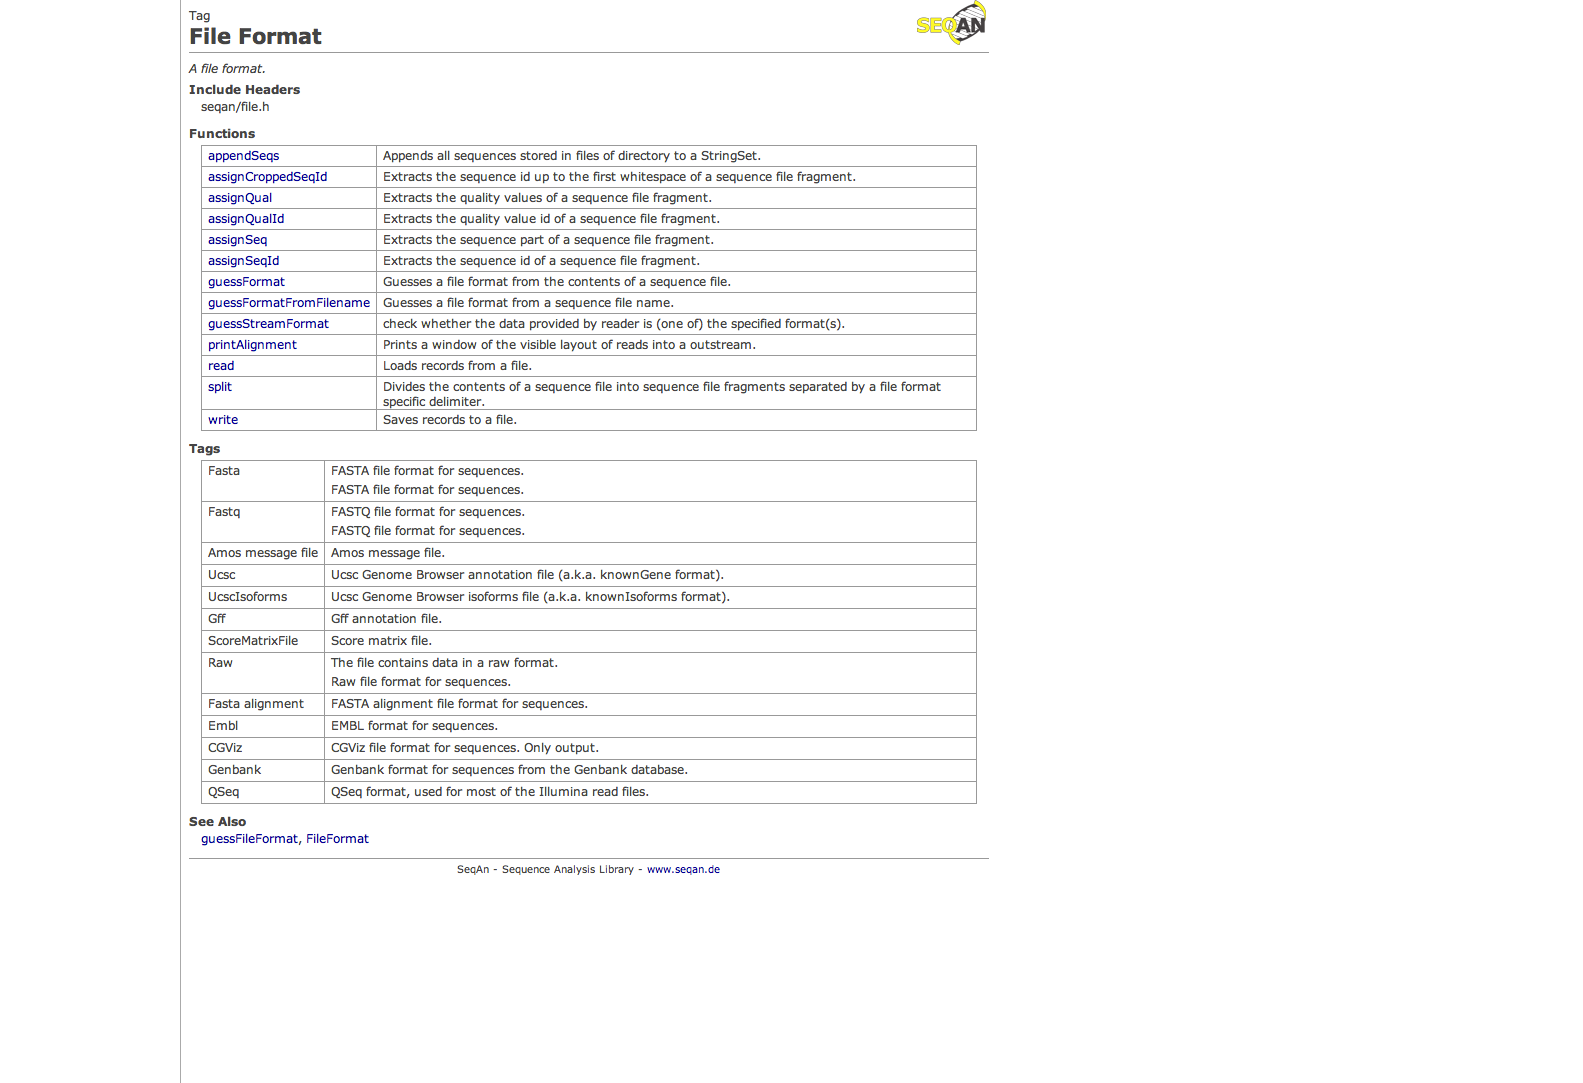 Tag
File Format
SEQAN
A file format.
Include Headers
seqan/file.h
Functions
appendSeqs Appends all sequences stored in files of directory to a StringSet.
assignCroppedSeqId Extracts the sequence id up to the first whitespace of a sequence file fragment.
assignQual Extracts the quality values of a sequence file fragment.
assignQualId Extracts the quality value id of a sequence file fragment.
assignSeq Extracts the sequence part of a sequence file fragment.
assignSeqId Extracts the sequence id of a sequence file fragment.
guessFormat Guesses a file format from the contents of a sequence file.
guessFormatFromFilename Guesses a file format from a sequence file name.
guessStreamFormat check whether the data provided by reader is (one of) the specified format(s).
printAlignment Prints a window of the visible layout of reads into a outstream.
read Loads records from a file.
split Divides the contents of a sequence file into sequence file fragments separated by a file format
specific delimiter.
write Saves records to a file.
Tags
Fasta FASTA file format for sequences.
FASTA file format for sequences.
Fastq FASTQ file format for sequences.
FASTQ file format for sequences.
Amos message file Amos message file.
Ucsc Ucsc Genome Browser annotation file (a.k.a. knownGene format).
UcscIsoforms Ucsc Genome Browser isoforms file (a.k.a. knownIsoforms format).
Gff Gff annotation file.
ScoreMatrixFile Score matrix file.
Raw The file contains data in a raw format.
Raw file format for sequences.
Fasta alignment FASTA alignment file format for sequences.
Embl EMBL format for sequences.
CGViz CGViz file format for sequences. Only output.
Genbank Genbank format for sequences from the Genbank database.
QSeq QSeq format, used for most of the Illumina read files.
See Also
guessFileFormat, FileFormat
SeqAn - Sequence Analysis Library - www.seqan.de